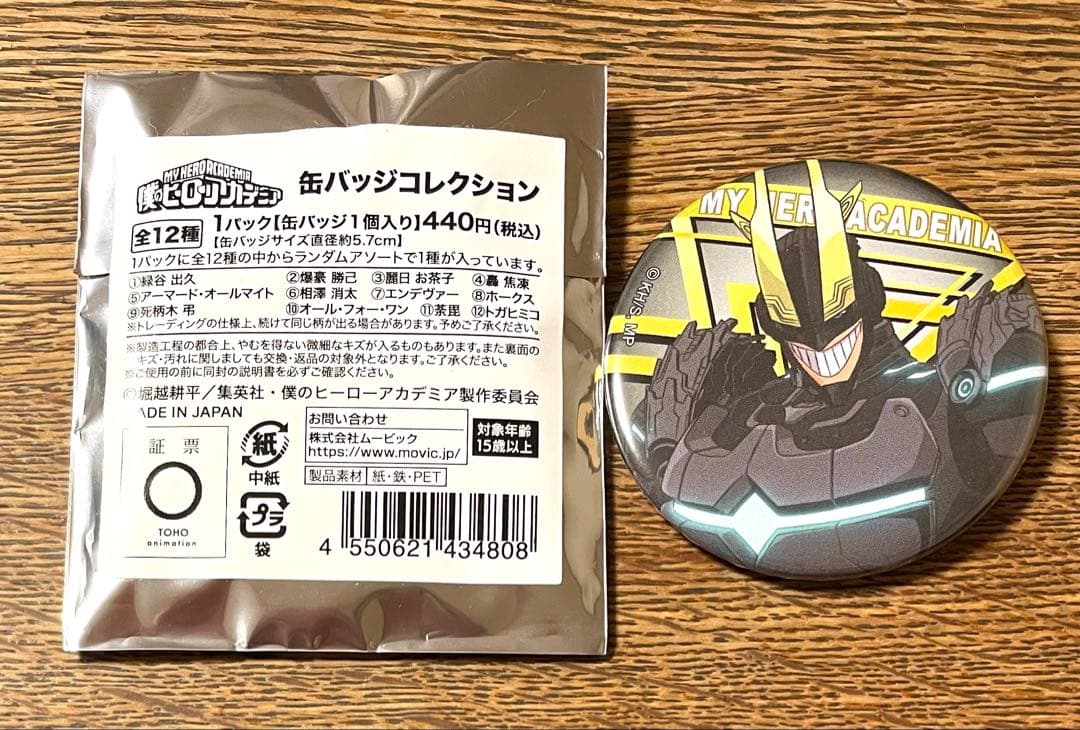 MY HERO ACADEMIA
僕のヒーローアカデミア
缶バッジコレクション
全12種
1パック【缶バッジ1個入り】440円(税込)
【缶バッジサイズ直径約5.7cm】
1パックに全12種の中からランダムアソートで1種が入っています。
①緑谷 出久 ②爆豪 勝己 ③麗日 お茶子 ④轟 焦凍
⑤アーマード・オールマイト ⑥相澤 消太 ⑦エンデヴァー ⑧ホークス
⑨死柄木 弔 ⑩オール・フォー・ワン ⑪荼毘 ⑫トガヒミコ
※トレーディングの仕様上、続けて同じ柄が出る場合があります。予めご了承ください。
※製造工程の都合上、やむを得ない微細なキズが入るものもあります。また裏面の
キズ・汚れに関しましても交換・返品の対象外となります。ご了承ください。
※ご使用の前に同封の説明書を必ずご確認ください。
©堀越耕平/集英社・僕のヒーローアカデミア製作委員会
MADE IN JAPAN
証票
TOHO
animation
紙
中紙
プラ
袋
お問い合わせ
株式会社ムービック
https://www.movic.jp/
対象年齢
15歳以上
製品素材 紙・鉄・PET
4 550621 434808
MY HERO ACADEMIA
©KH/S, MP